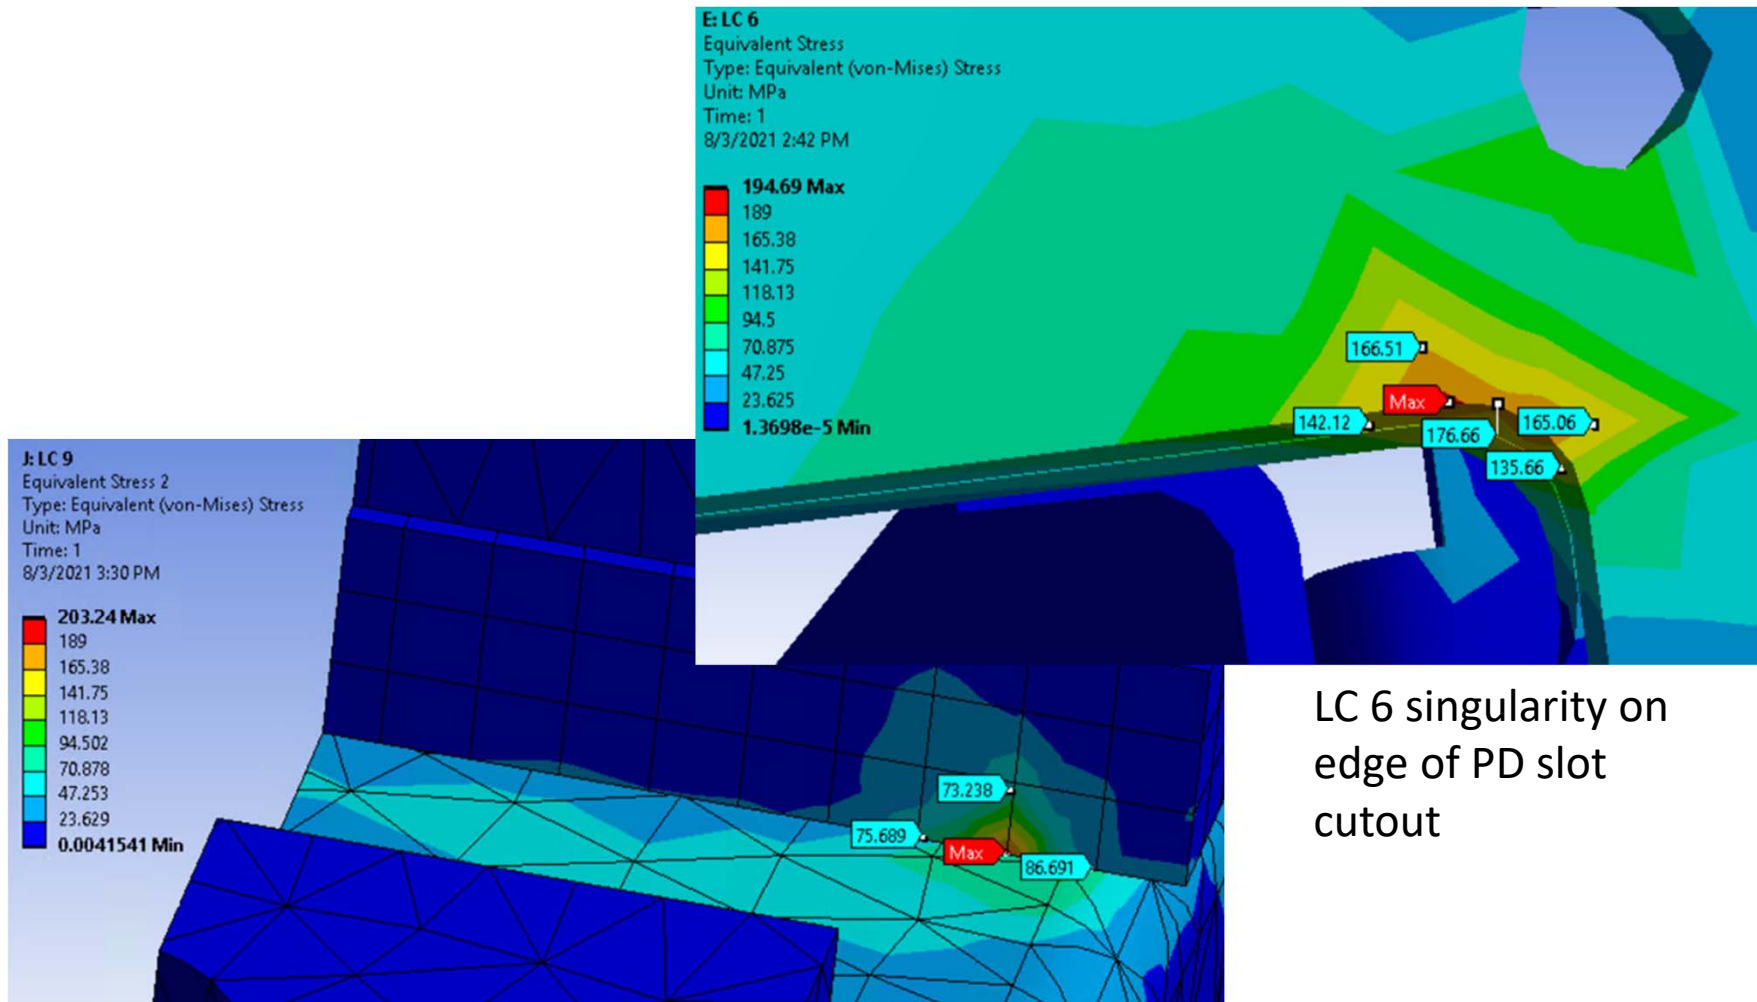 E: LC 6
Equivalent Stress
Type: Equivalent (von-Mises) Stress
Unit: MPa
Time: 1
8/3/2021 2:42 PM
194.69 Max
189
165.38
141.75
118.13
94.5
70.875
47.25
23.625
1.3698e-5 Min
166.51
Max
142.12
176.66
165.06
135.66
J: LC 9
Equivalent Stress 2
Type: Equivalent (von-Mises) Stress
Unit: MPa
Time: 1
8/3/2021 3:30 PM
203.24 Max
189
165.38
141.75
118.13
94.502
70.878
47.253
23.629
0.0041541 Min
73.238
75.689
Max
86.691
LC 6 singularity on
edge of PD slot
cutout